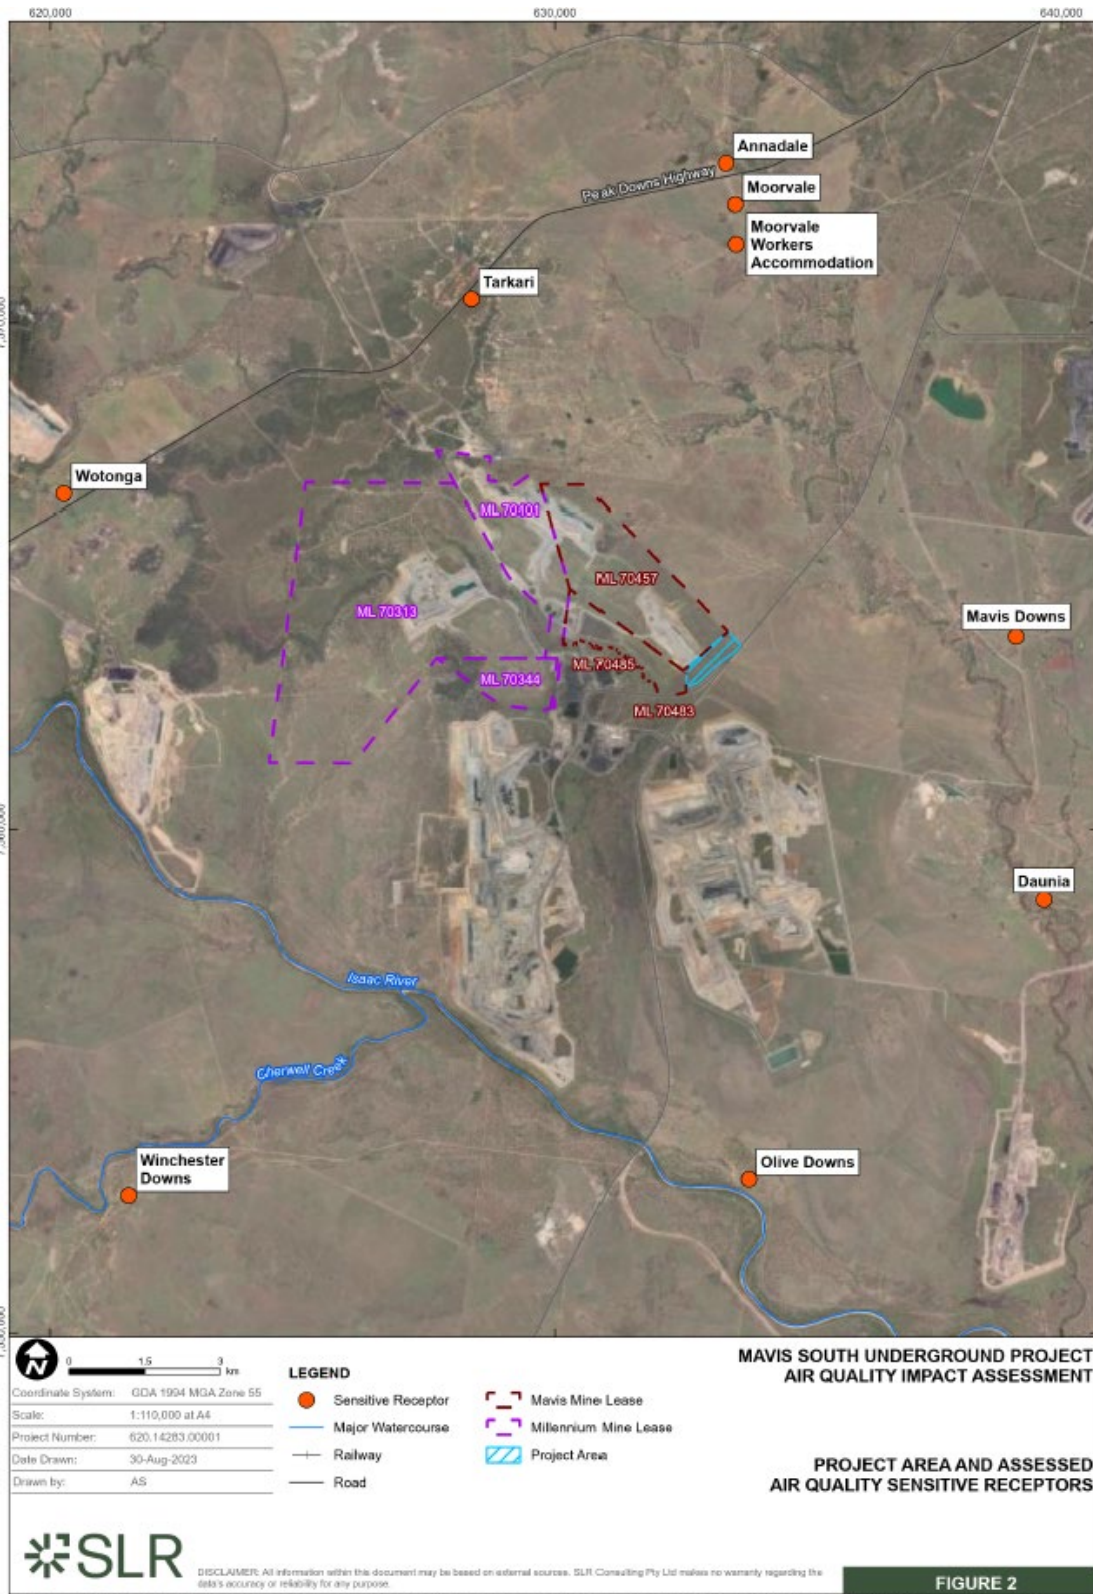 620,000
630,000
640,000
Annadale
Peak Downs Highway
Moorvale
Moorvale
Workers
Accommodation
Tarkari
Wotonga
ML 70401
ML 70457
ML 70313
Mavis Downs
ML 70485
ML 70344
ML 70483
Daunia
Isaac River
Cherwell Creek
Winchester
Downs
Olive Downs
N
0 1.5 3
km
Coordinate System: GDA 1994 MGA Zone 55
Scale: 1:110,000 at A4
Project Number: 620.14283.00001
Date Drawn: 30-Aug-2023
Drawn by: AS
LEGEND
Sensitive Receptor
Major Watercourse
Railway
Road
Mavis Mine Lease
Millennium Mine Lease
Project Area
MAVIS SOUTH UNDERGROUND PROJECT
AIR QUALITY IMPACT ASSESSMENT
PROJECT AREA AND ASSESSED
AIR QUALITY SENSITIVE RECEPTORS
SLR
DISCLAIMER: All information within this document may be based on external sources. SLR Consulting Pty Ltd makes no warranty regarding the
data's accuracy or reliability for any purpose.
FIGURE 2